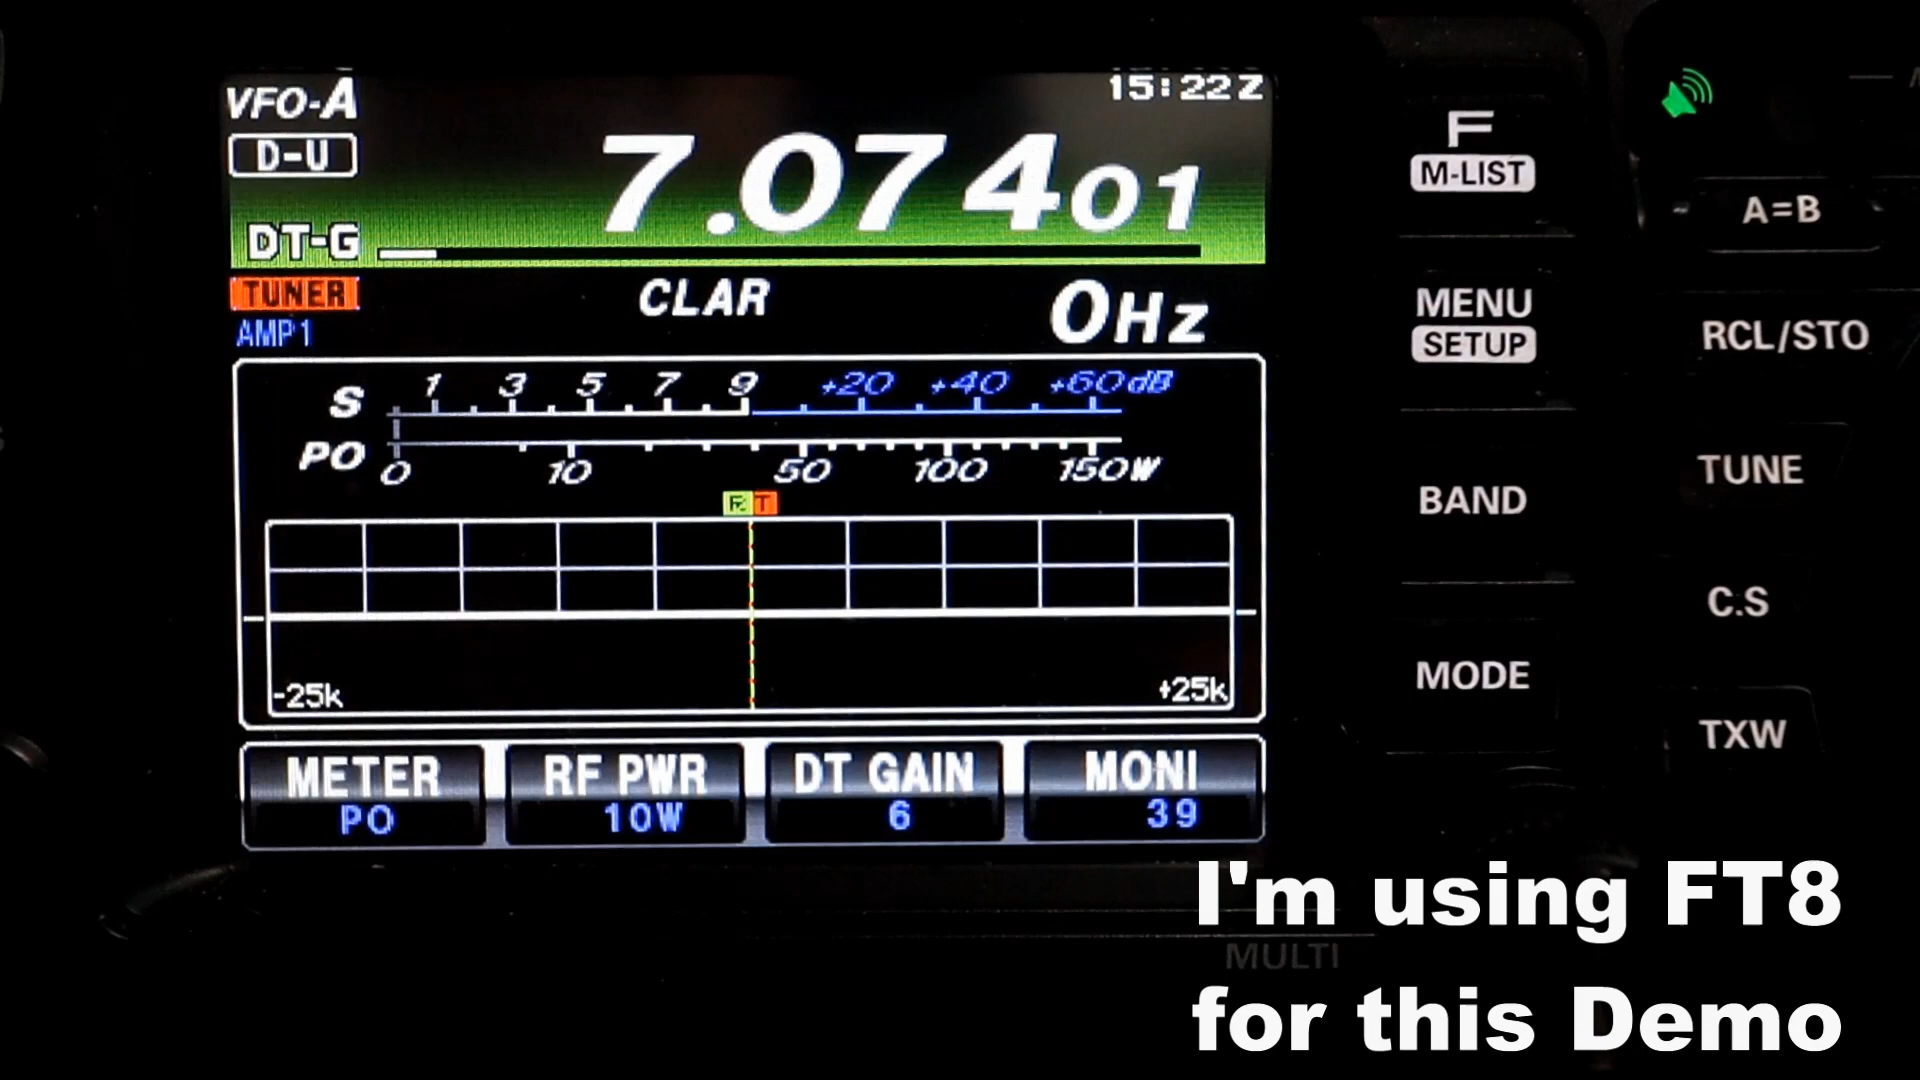 VFO-A
15:22Z
D-U
7.07401
DT-G
TUNER
CLAR
0Hz
AMP1
S 1 3 5 7 9 +20 +40 +60dB
PO 0 10 50 100 150W
T
-25k +25k
METER RF PWR DT GAIN MONI
PO 10W 6 39
F
M-LIST
MENU
SETUP
BAND
MODE
A=B
RCL/STO
TUNE
C.S
TXW
MULTI
I'm using FT8
for this Demo